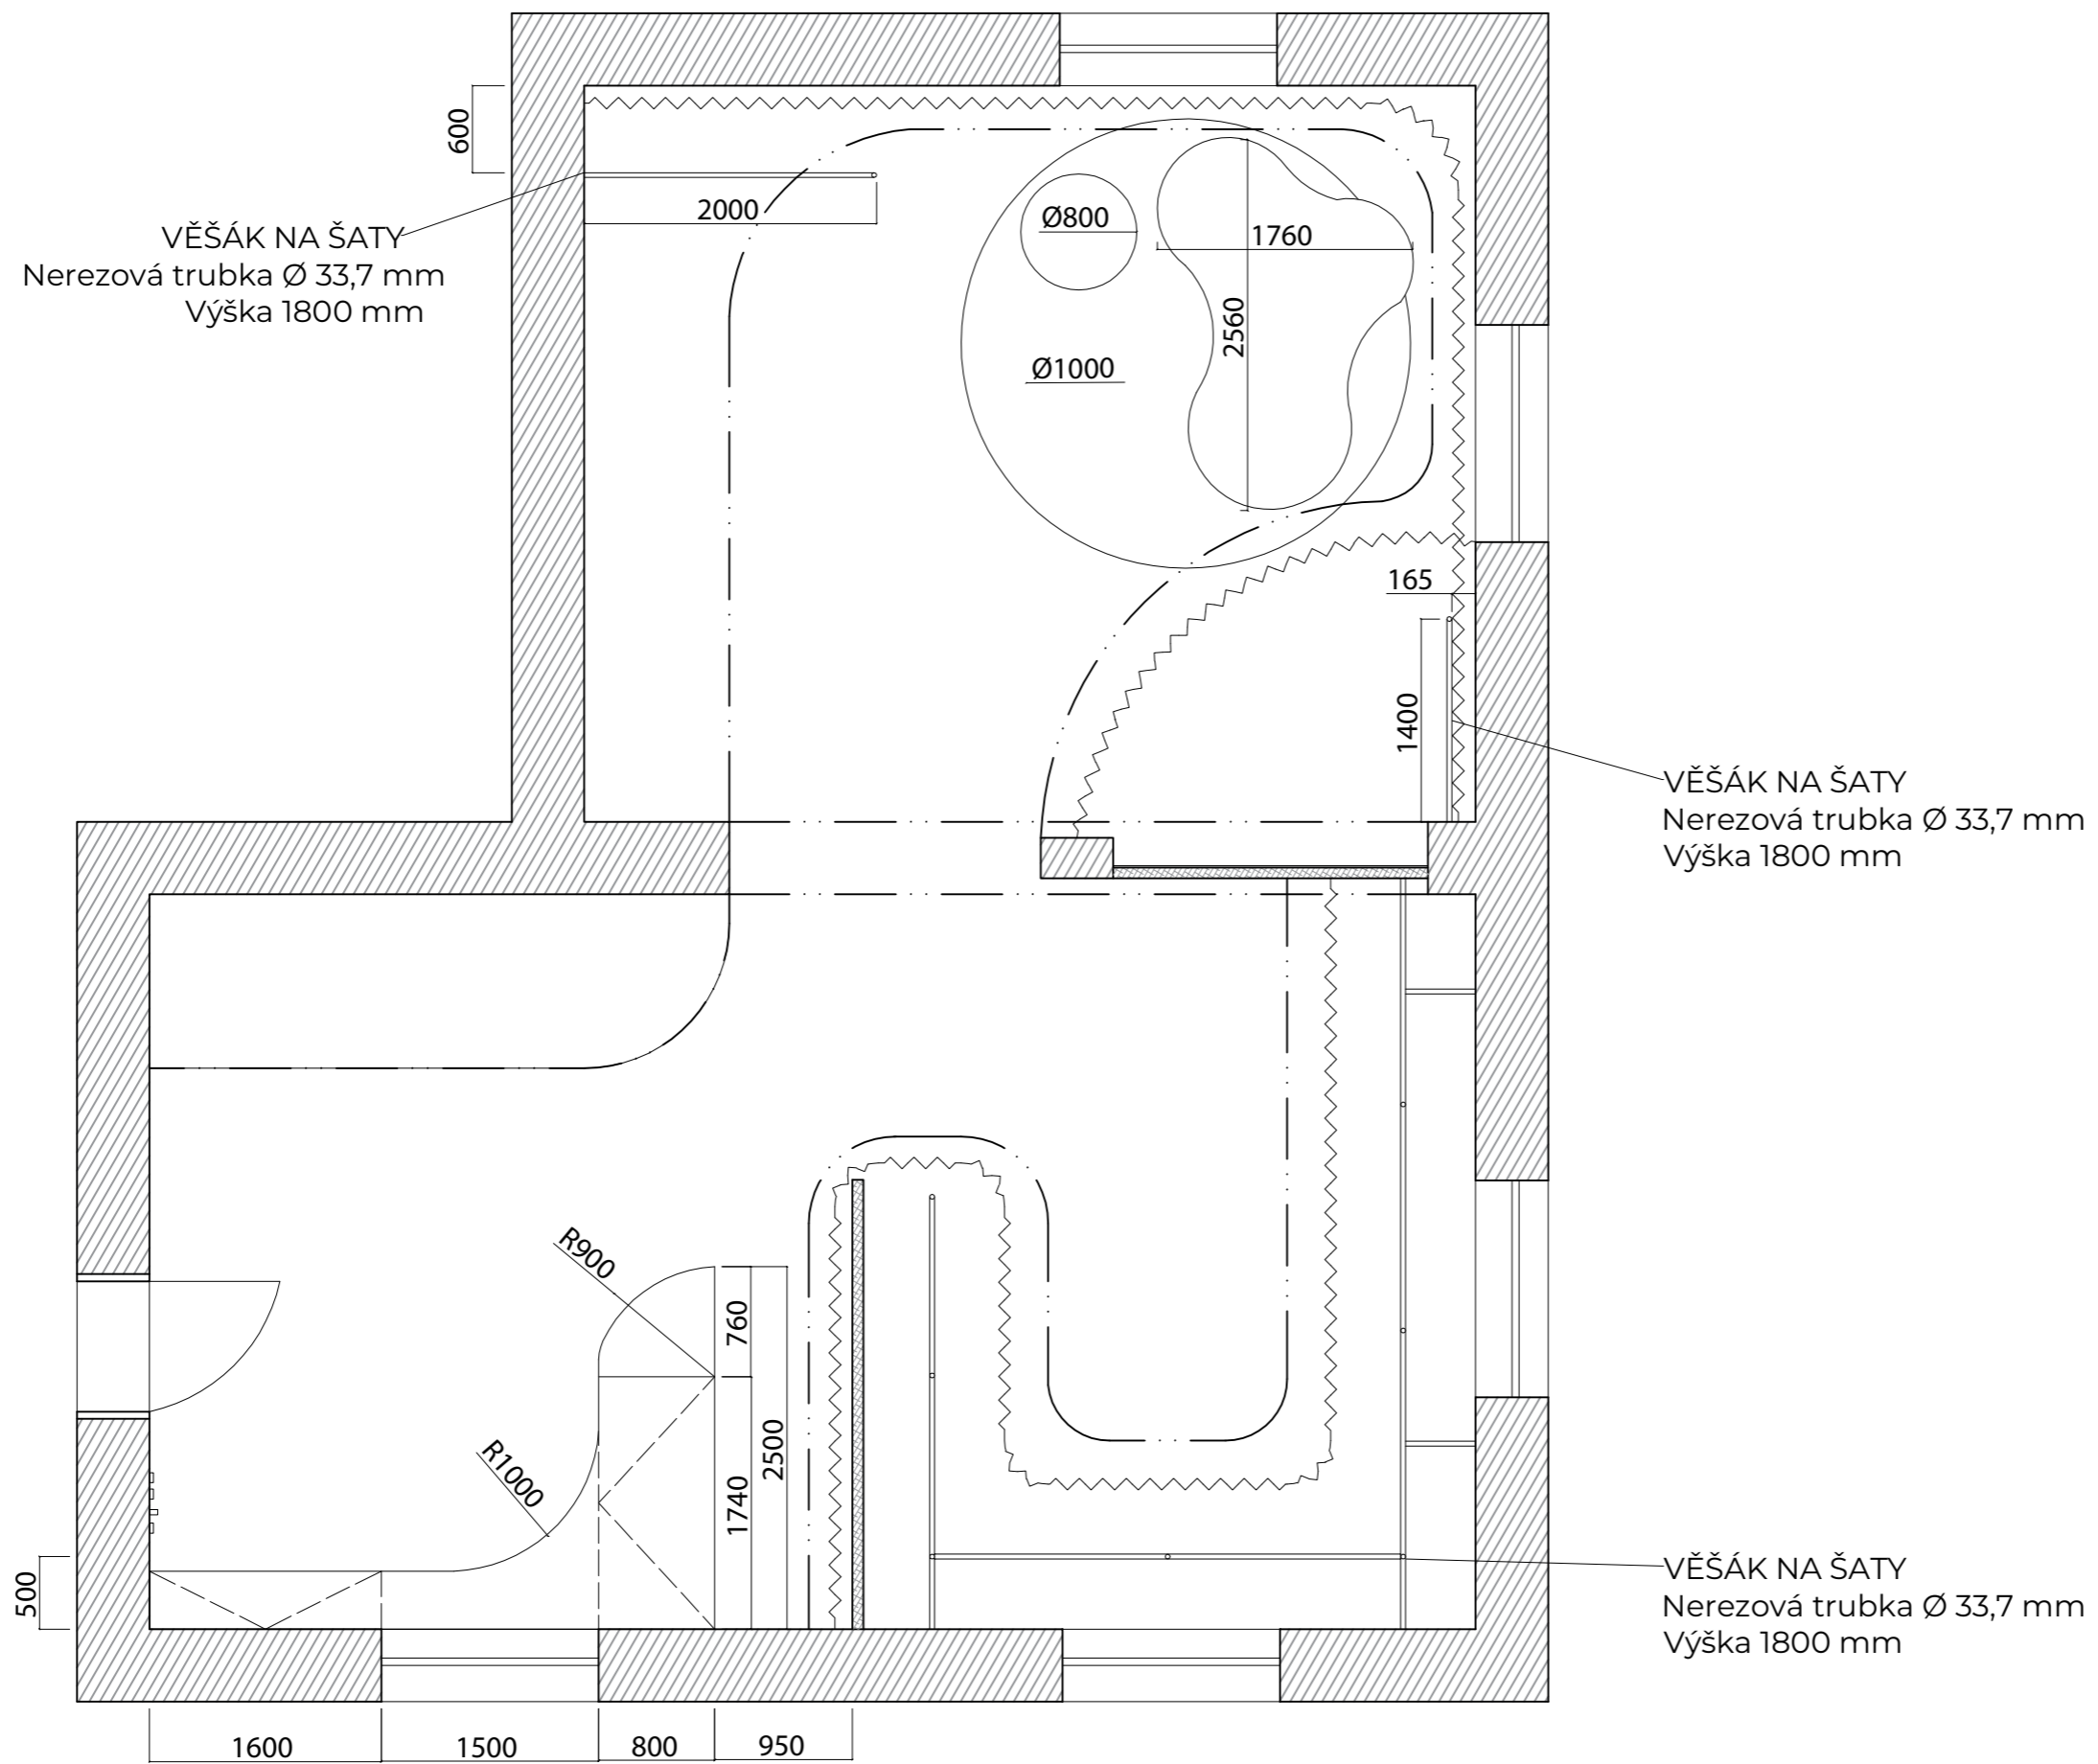 600
2000
VĚŠÁK NA ŠATY
Nerezová trubka Ø 33,7 mm
Výška 1800 mm
Ø800
1760
2560
Ø1000
165
1400
VĚŠÁK NA ŠATY
Nerezová trubka Ø 33,7 mm
Výška 1800 mm
R900
760
2500
R1000
1740
500
VĚŠÁK NA ŠATY
Nerezová trubka Ø 33,7 mm
Výška 1800 mm
1600
1500
800
950